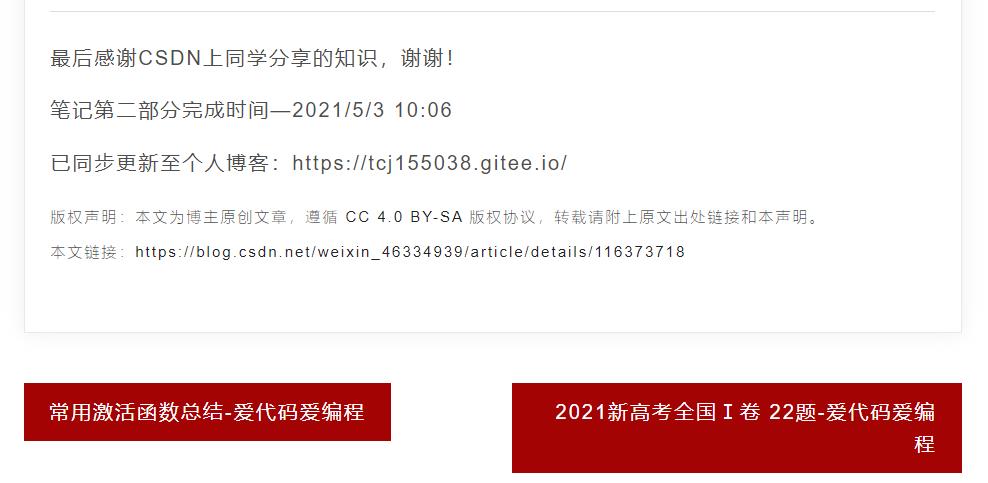 最后感谢CSDN上同学分享的知识，谢谢！
笔记第二部分完成时间—2021/5/3 10:06
已同步更新至个人博客：https://tcj155038.gitee.io/
版权声明：本文为博主原创文章，遵循 CC 4.0 BY-SA 版权协议，转载请附上原文出处链接和本声明。
本文链接：https://blog.csdn.net/weixin_46334939/article/details/116373718
常用激活函数总结-爱代码爱编程
2021新高考全国Ⅰ卷 22题-爱代码爱编
程